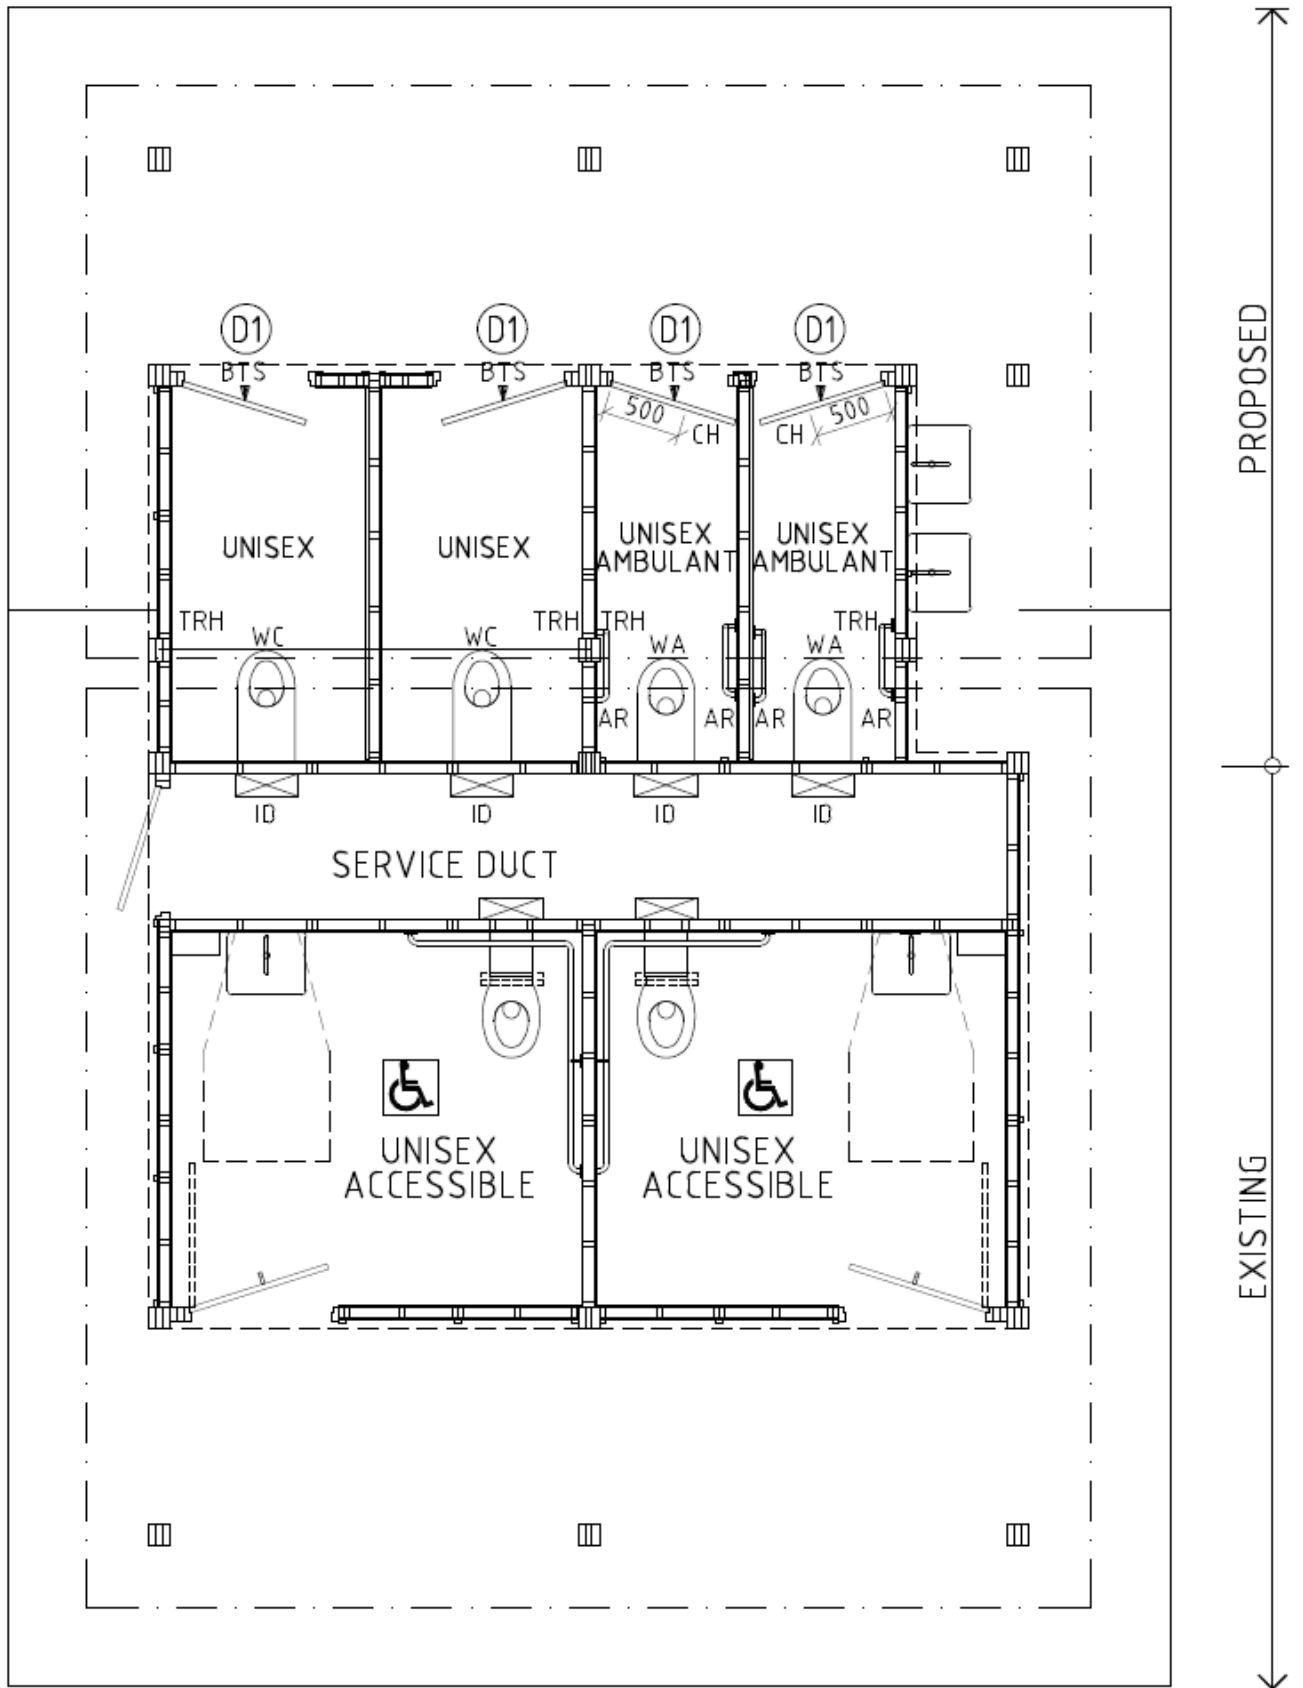 D1 D1 D1 D1
BTS BTS BTS BTS
500 500
CH CH
PROPOSED
UNISEX UNISEX UNISEX UNISEX
AMBULANT AMBULANT
TRH TRH TRH TRH
WC WC WA WA
AR AR AR AR
ID ID ID ID
SERVICE DUCT
UNISEX UNISEX
ACCESSIBLE ACCESSIBLE
EXISTING